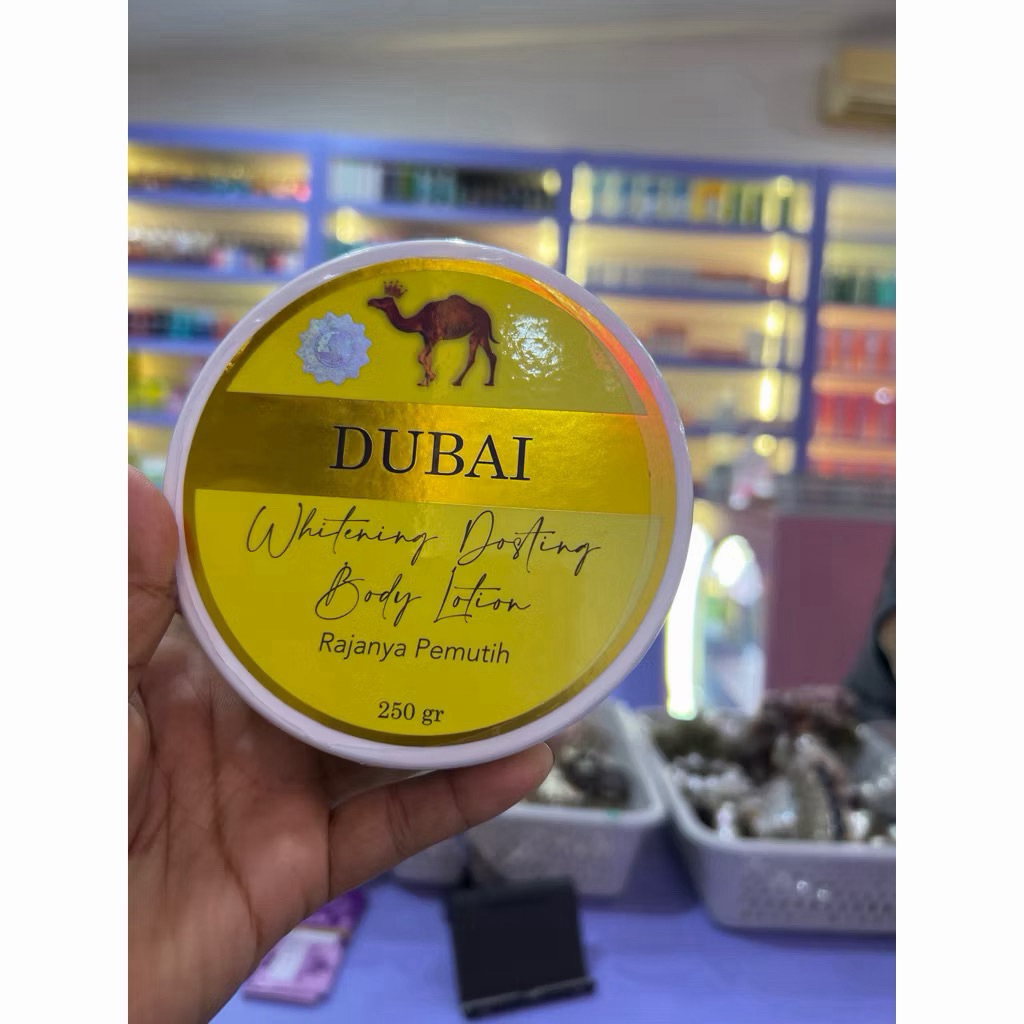 DUBAI
Whitening Dosting
Body Lotion
Rajanya Pemutih
250 gr